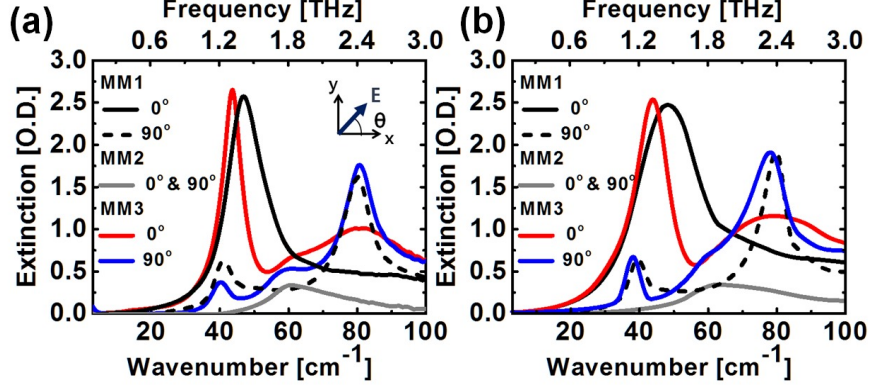 (a)
Frequency [THz]
0.6 1.2 1.8 2.4 3.0
3.0
2.5
2.0
1.5
1.0
0.5
0.0
Extinction [O.D.]
MM1
0°
90°
MM2
0° & 90°
MM3
0°
90°
y
E
θ
x
20 40 60 80 100
Wavenumber [cm⁻¹]
(b)
Frequency [THz]
0.6 1.2 1.8 2.4 3.0
3.0
2.5
2.0
1.5
1.0
0.5
0.0
Extinction [O.D.]
MM1
0°
90°
MM2
0° & 90°
MM3
0°
90°
20 40 60 80 100
Wavenumber [cm⁻¹]